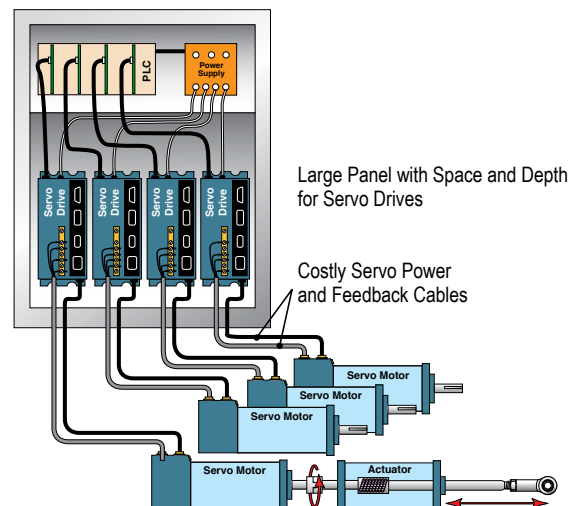 PLC
Power
Supply
Servo
Drive
Servo
Drive
Servo
Drive
Servo
Drive
Large Panel with Space and Depth
for Servo Drives
Costly Servo Power
and Feedback Cables
Servo Motor
Servo Motor
Servo Motor
Servo Motor
Actuator